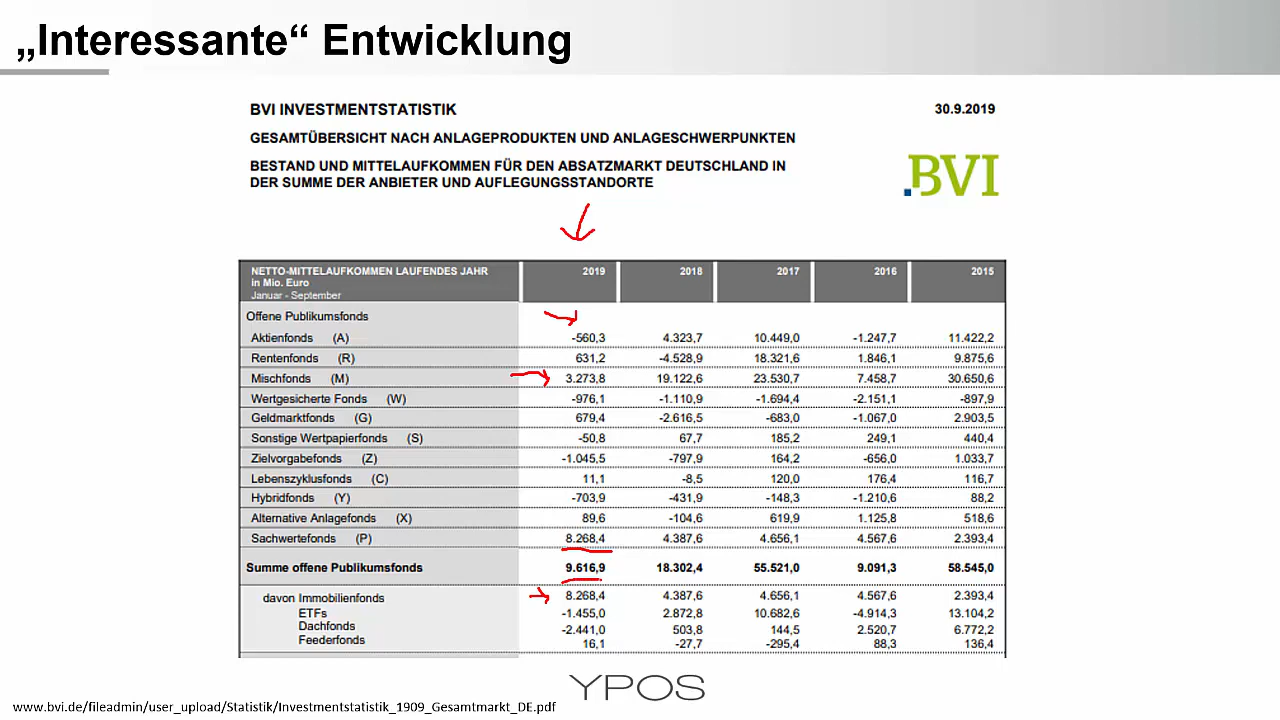 „Interessante“ Entwicklung
BVI INVESTMENTSTATISTIK 30.9.2019
GESAMTÜBERSICHT NACH ANLAGEPRODUKTEN UND ANLAGESCHWERPUNKTEN
BESTAND UND MITTELAUFKOMMEN FÜR DEN ABSATZMARKT DEUTSCHLAND IN
DER SUMME DER ANBIETER UND AUFLEGUNGSSTANDORTE
.BVI
NETTO-MITTELAUFKOMMEN LAUFENDES JAHR 2019 2018 2017 2016 2015
in Mio. Euro
Januar - September
Offene Publikumsfonds
Aktienfonds (A) -560,3 4.323,7 10.449,0 -1.247,7 11.422,2
Rentenfonds (R) 631,2 -4.528,9 18.321,6 1.846,1 9.875,6
Mischfonds (M) 3.273,8 19.122,6 23.530,7 7.458,7 30.650,6
Wertgesicherte Fonds (W) -976,1 -1.110,9 -1.694,4 -2.151,1 -897,9
Geldmarktfonds (G) 679,4 -2.616,5 -683,0 -1.067,0 2.903,5
Sonstige Wertpapierfonds (S) -50,8 67,7 185,2 249,1 440,4
Zielvorgabefonds (Z) -1.045,5 -797,9 164,2 -656,0 1.033,7
Lebenszyklusfonds (C) 11,1 -8,5 120,0 176,4 116,7
Hybridfonds (Y) -703,9 -431,9 -148,3 -1.210,6 88,2
Alternative Anlagefonds (X) 89,6 -104,6 619,9 1.125,8 518,6
Sachwertefonds (P) 8.268,4 4.387,6 4.656,1 4.567,6 2.393,4
Summe offene Publikumsfonds 9.616,9 18.302,4 55.521,0 9.091,3 58.545,0
davon Immobilienfonds 8.268,4 4.387,6 4.656,1 4.567,6 2.393,4
ETFs -1.455,0 2.872,8 10.682,6 -4.914,3 13.104,2
Dachfonds -2.441,0 503,8 144,5 2.520,7 6.772,2
Feederfonds 16,1 -27,7 -295,4 88,3 136,4
YPOS
www.bvi.de/fileadmin/user_upload/Statistik/Investmentstatistik_1909_Gesamtmarkt_DE.pdf